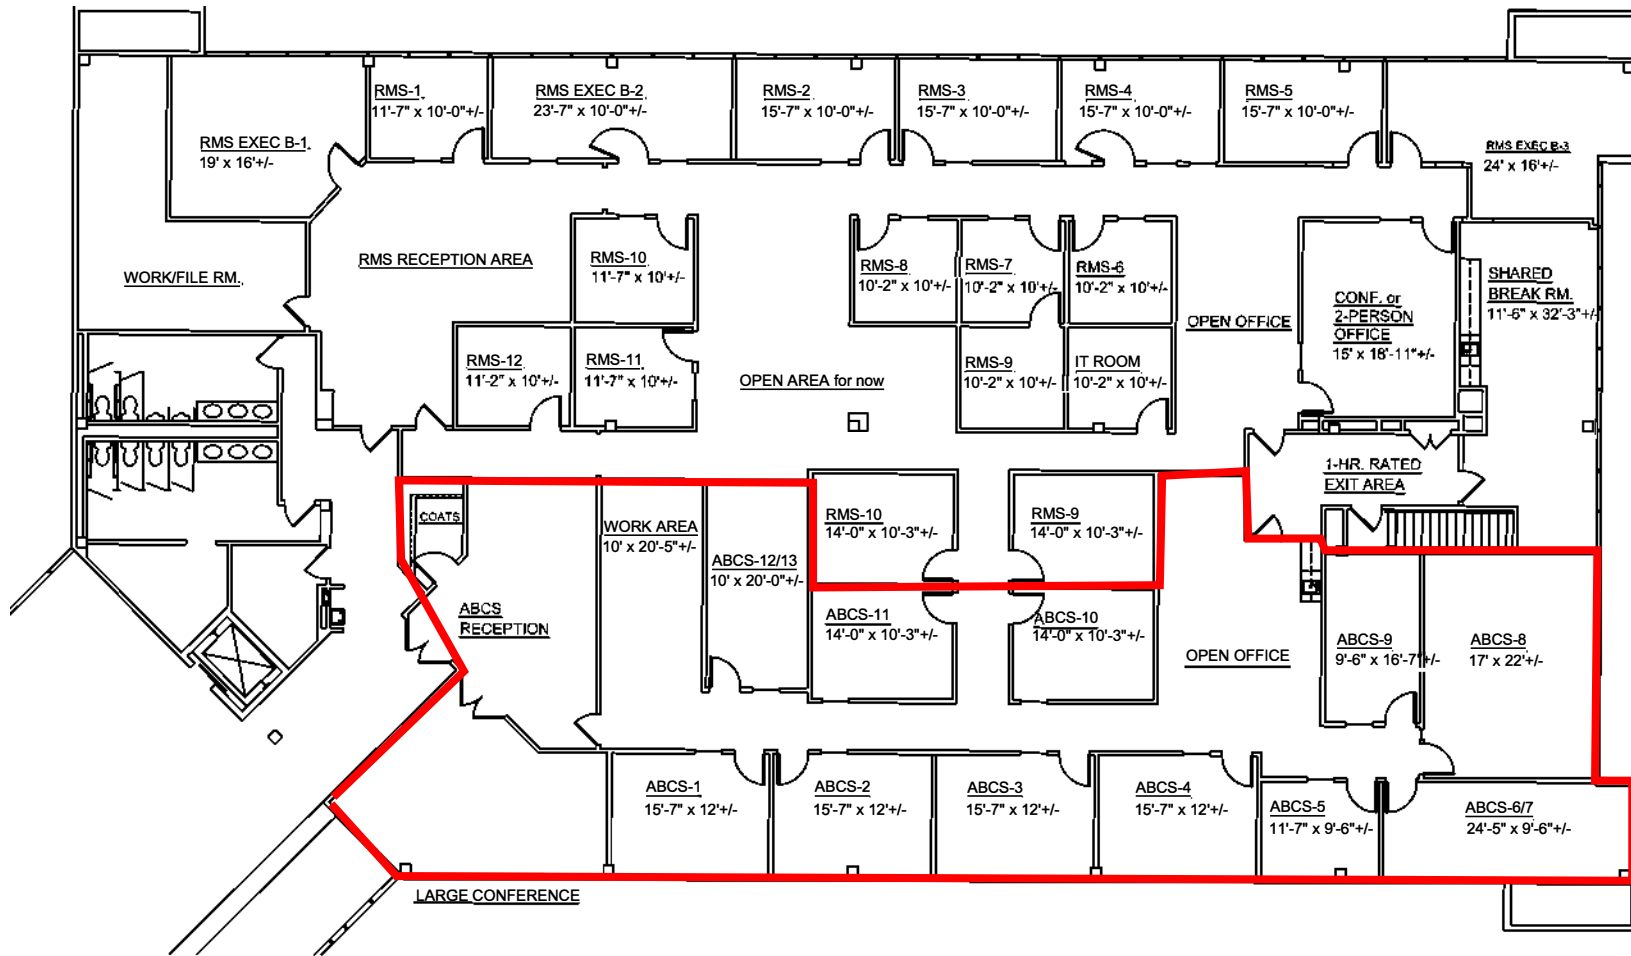 RMS-1
11'-7" x 10'-0"+/-
RMS EXEC B-2
23'-7" x 10'-0"+/-
RMS-2
15'-7" x 10'-0"+/-
RMS-3
15'-7" x 10'-0"+/-
RMS-4
15'-7" x 10'-0"+/-
RMS-5
15'-7" x 10'-0"+/-
RMS EXEC B-1
19' x 16'+/-
RMS EXEC B-3
24' x 16'+/-
WORK/FILE RM.
RMS RECEPTION AREA
RMS-10
11'-7" x 10'+/-
RMS-8
10'-2" x 10'+/-
RMS-7
10'-2" x 10'+/-
RMS-6
10'-2" x 10'+/-
SHARED
BREAK RM.
11'-6" x 32'-3"+/-
CONF. or
2-PERSON
OFFICE
15' x 18'-11"+/-
OPEN OFFICE
RMS-12
11'-2" x 10'+/-
RMS-11
11'-7" x 10'+/-
OPEN AREA for now
RMS-9
10'-2" x 10'+/-
IT ROOM
10'-2" x 10'+/-
1-HR. RATED
EXIT AREA
COATS
WORK AREA
10' x 20'-5"+/-
RMS-10
14'-0" x 10'-3"+/-
RMS-9
14'-0" x 10'-3"+/-
ABCS-12/13
10' x 20'-0"+/-
ABCS
RECEPTION
ABCS-11
14'-0" x 10'-3"+/-
ABCS-10
14'-0" x 10'-3"+/-
OPEN OFFICE
ABCS-9
9'-6" x 16'-7"+/-
ABCS-8
17' x 22'+/-
ABCS-1
15'-7" x 12'+/-
ABCS-2
15'-7" x 12'+/-
ABCS-3
15'-7" x 12'+/-
ABCS-4
15'-7" x 12'+/-
ABCS-5
11'-7" x 9'-6"+/-
ABCS-6/7
24'-5" x 9'-6"+/-
LARGE CONFERENCE